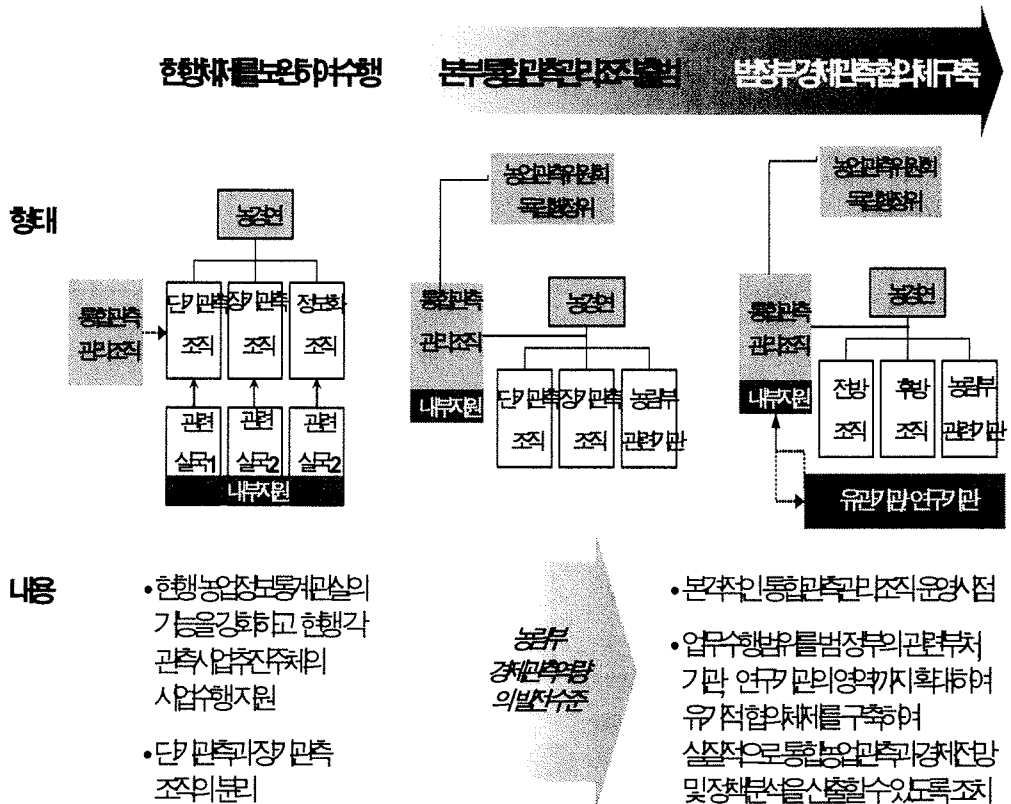 현행체제를보완하여수행
본부통합관측관리조직출범
범정부경제관측협의체구축
형태
농경연
통합관측
관리조직
단기관측
조직
장기관측
조직
정보화
조직
관련
실국1
관련
실국2
관련
실국2
내부지원
농업관측위원회
독립행정위
통합관측
관리조직
내부지원
농경연
단기관측
조직
장기관측
조직
농림부
관련기관
농업관측위원회
독립행정위
통합관측
관리조직
내부지원
농경연
전방
조직
후방
조직
농림부
관련기관
유관기관, 연구기관
내용
•현행 농업정보통계관실의
기능을 강화하고 현행 각
관측사업추진주체의
사업수행 지원
•단기관측과 장기관측
조직의 분리
농림부
경제관측역량
의 발전수준
•본격적인 통합관측관리조직 운영시점
•업무수행범위를 범 정부의 관련부처
기관, 연구기관의 영역까지 확대하여
유기적 협의체제를 구축하여
실질적으로 통합농업관측과 경제전망
및 정책분석을 산출할 수 있도록 조치